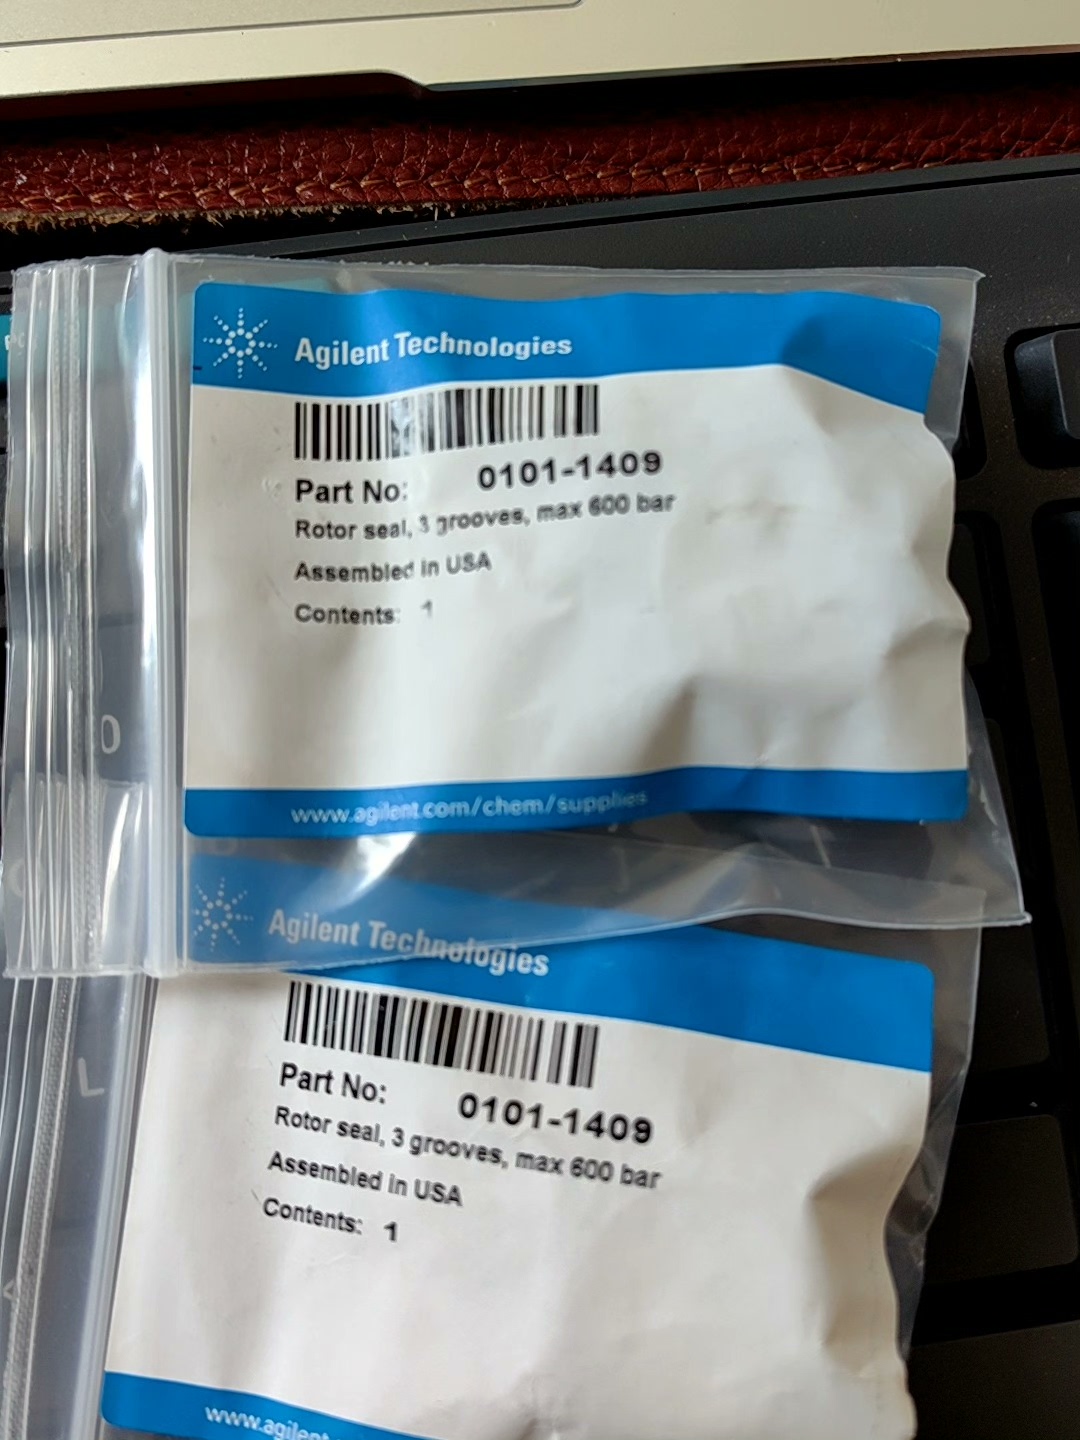 Agilent Technologies
Part No: 0101-1409
Rotor seal, 3 grooves, max 600 bar
Assembled in USA
Contents: 1
www.agilent.com/chem/supplies
Agilent Technologies
Part No: 0101-1409
Rotor seal, 3 grooves, max 600 bar
Assembled in USA
Contents: 1
www.agilent
L